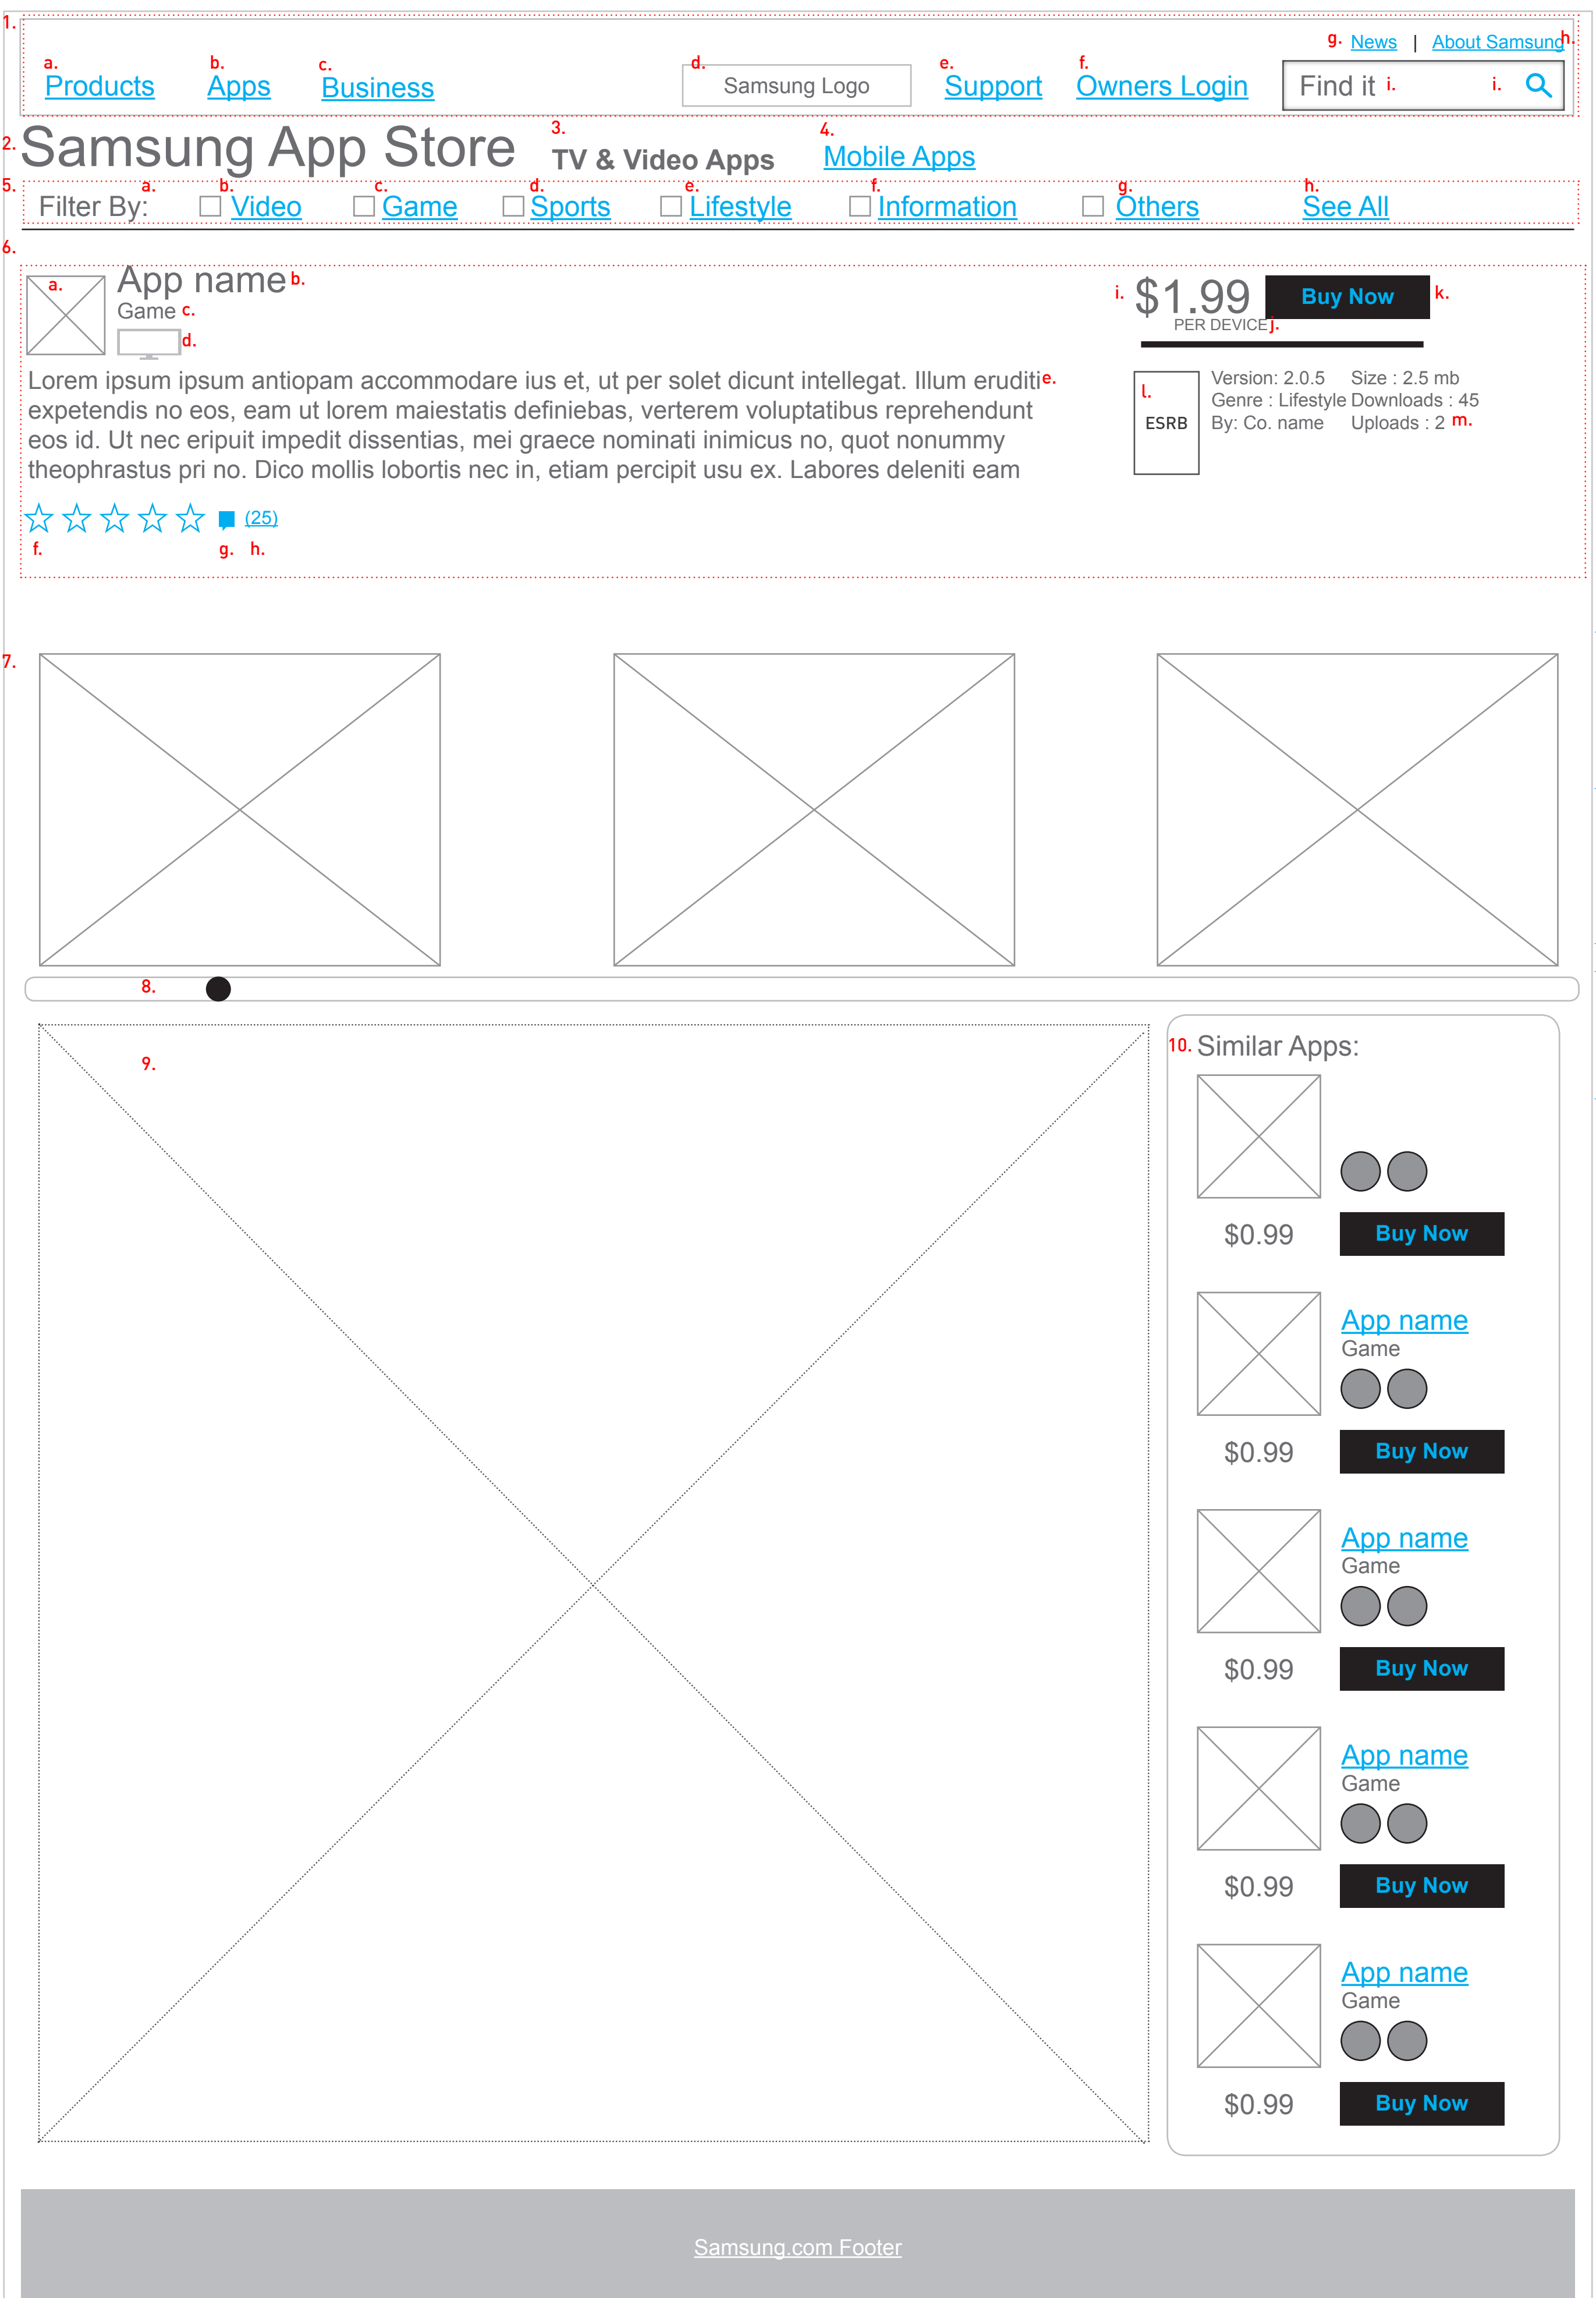 1.
g. News | About Samsung h.
a. b. c. d. e. f.
Products Apps Business Samsung Logo Support Owners Login Find it i. i.
2. Samsung App Store 3. TV & Video Apps 4. Mobile Apps
5. a. b. c. d. e. f. g. h.
Filter By: Video Game Sports Lifestyle Information Others See All
6.
a. App name b.
Game c.
d.
i. $1.99 Buy Now k.
PER DEVICE j.
Lorem ipsum ipsum antiopam accommodare ius et, ut per solet dicunt intellegat. Illum eruditi e.
expetendis no eos, eam ut lorem maiestatis definiebas, verterem voluptatibus reprehendunt
eos id. Ut nec eripuit impedit dissentias, mei graece nominati inimicus no, quot nonummy
theophrastus pri no. Dico mollis lobortis nec in, etiam percipit usu ex. Labores deleniti eam
l.
ESRB
Version: 2.0.5 Size : 2.5 mb
Genre : Lifestyle Downloads : 45
By: Co. name Uploads : 2 m.
(25)
f. g. h.
7.
8.
9.
10. Similar Apps:
$0.99 Buy Now
App name
Game
$0.99 Buy Now
App name
Game
$0.99 Buy Now
App name
Game
$0.99 Buy Now
App name
Game
$0.99 Buy Now
Samsung.com Footer